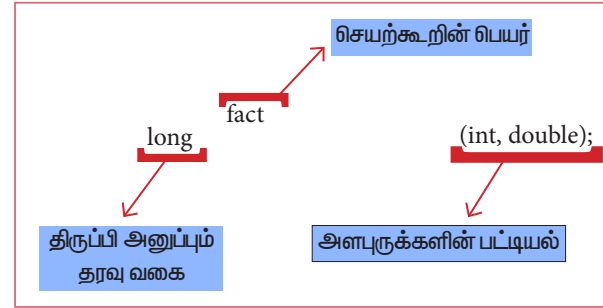 செயற்கூறின் பெயர்
fact
long
(int, double);
திருப்பி அனுப்பும்
தரவு வகை
அளபுருக்களின் பட்டியல்